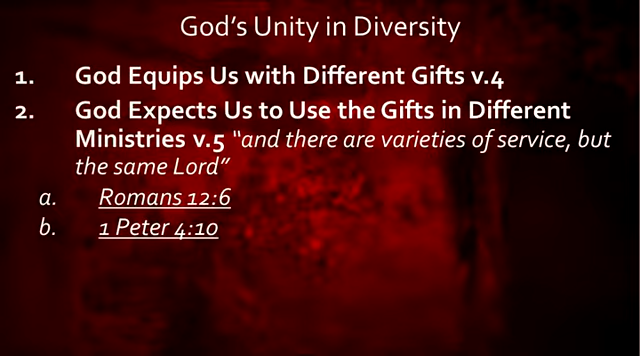 God's Unity in Diversity
1. God Equips Us with Different Gifts v.4
2. God Expects Us to Use the Gifts in Different
Ministries v.5 "and there are varieties of service, but
the same Lord"
a. Romans 12:6
b. 1 Peter 4:10